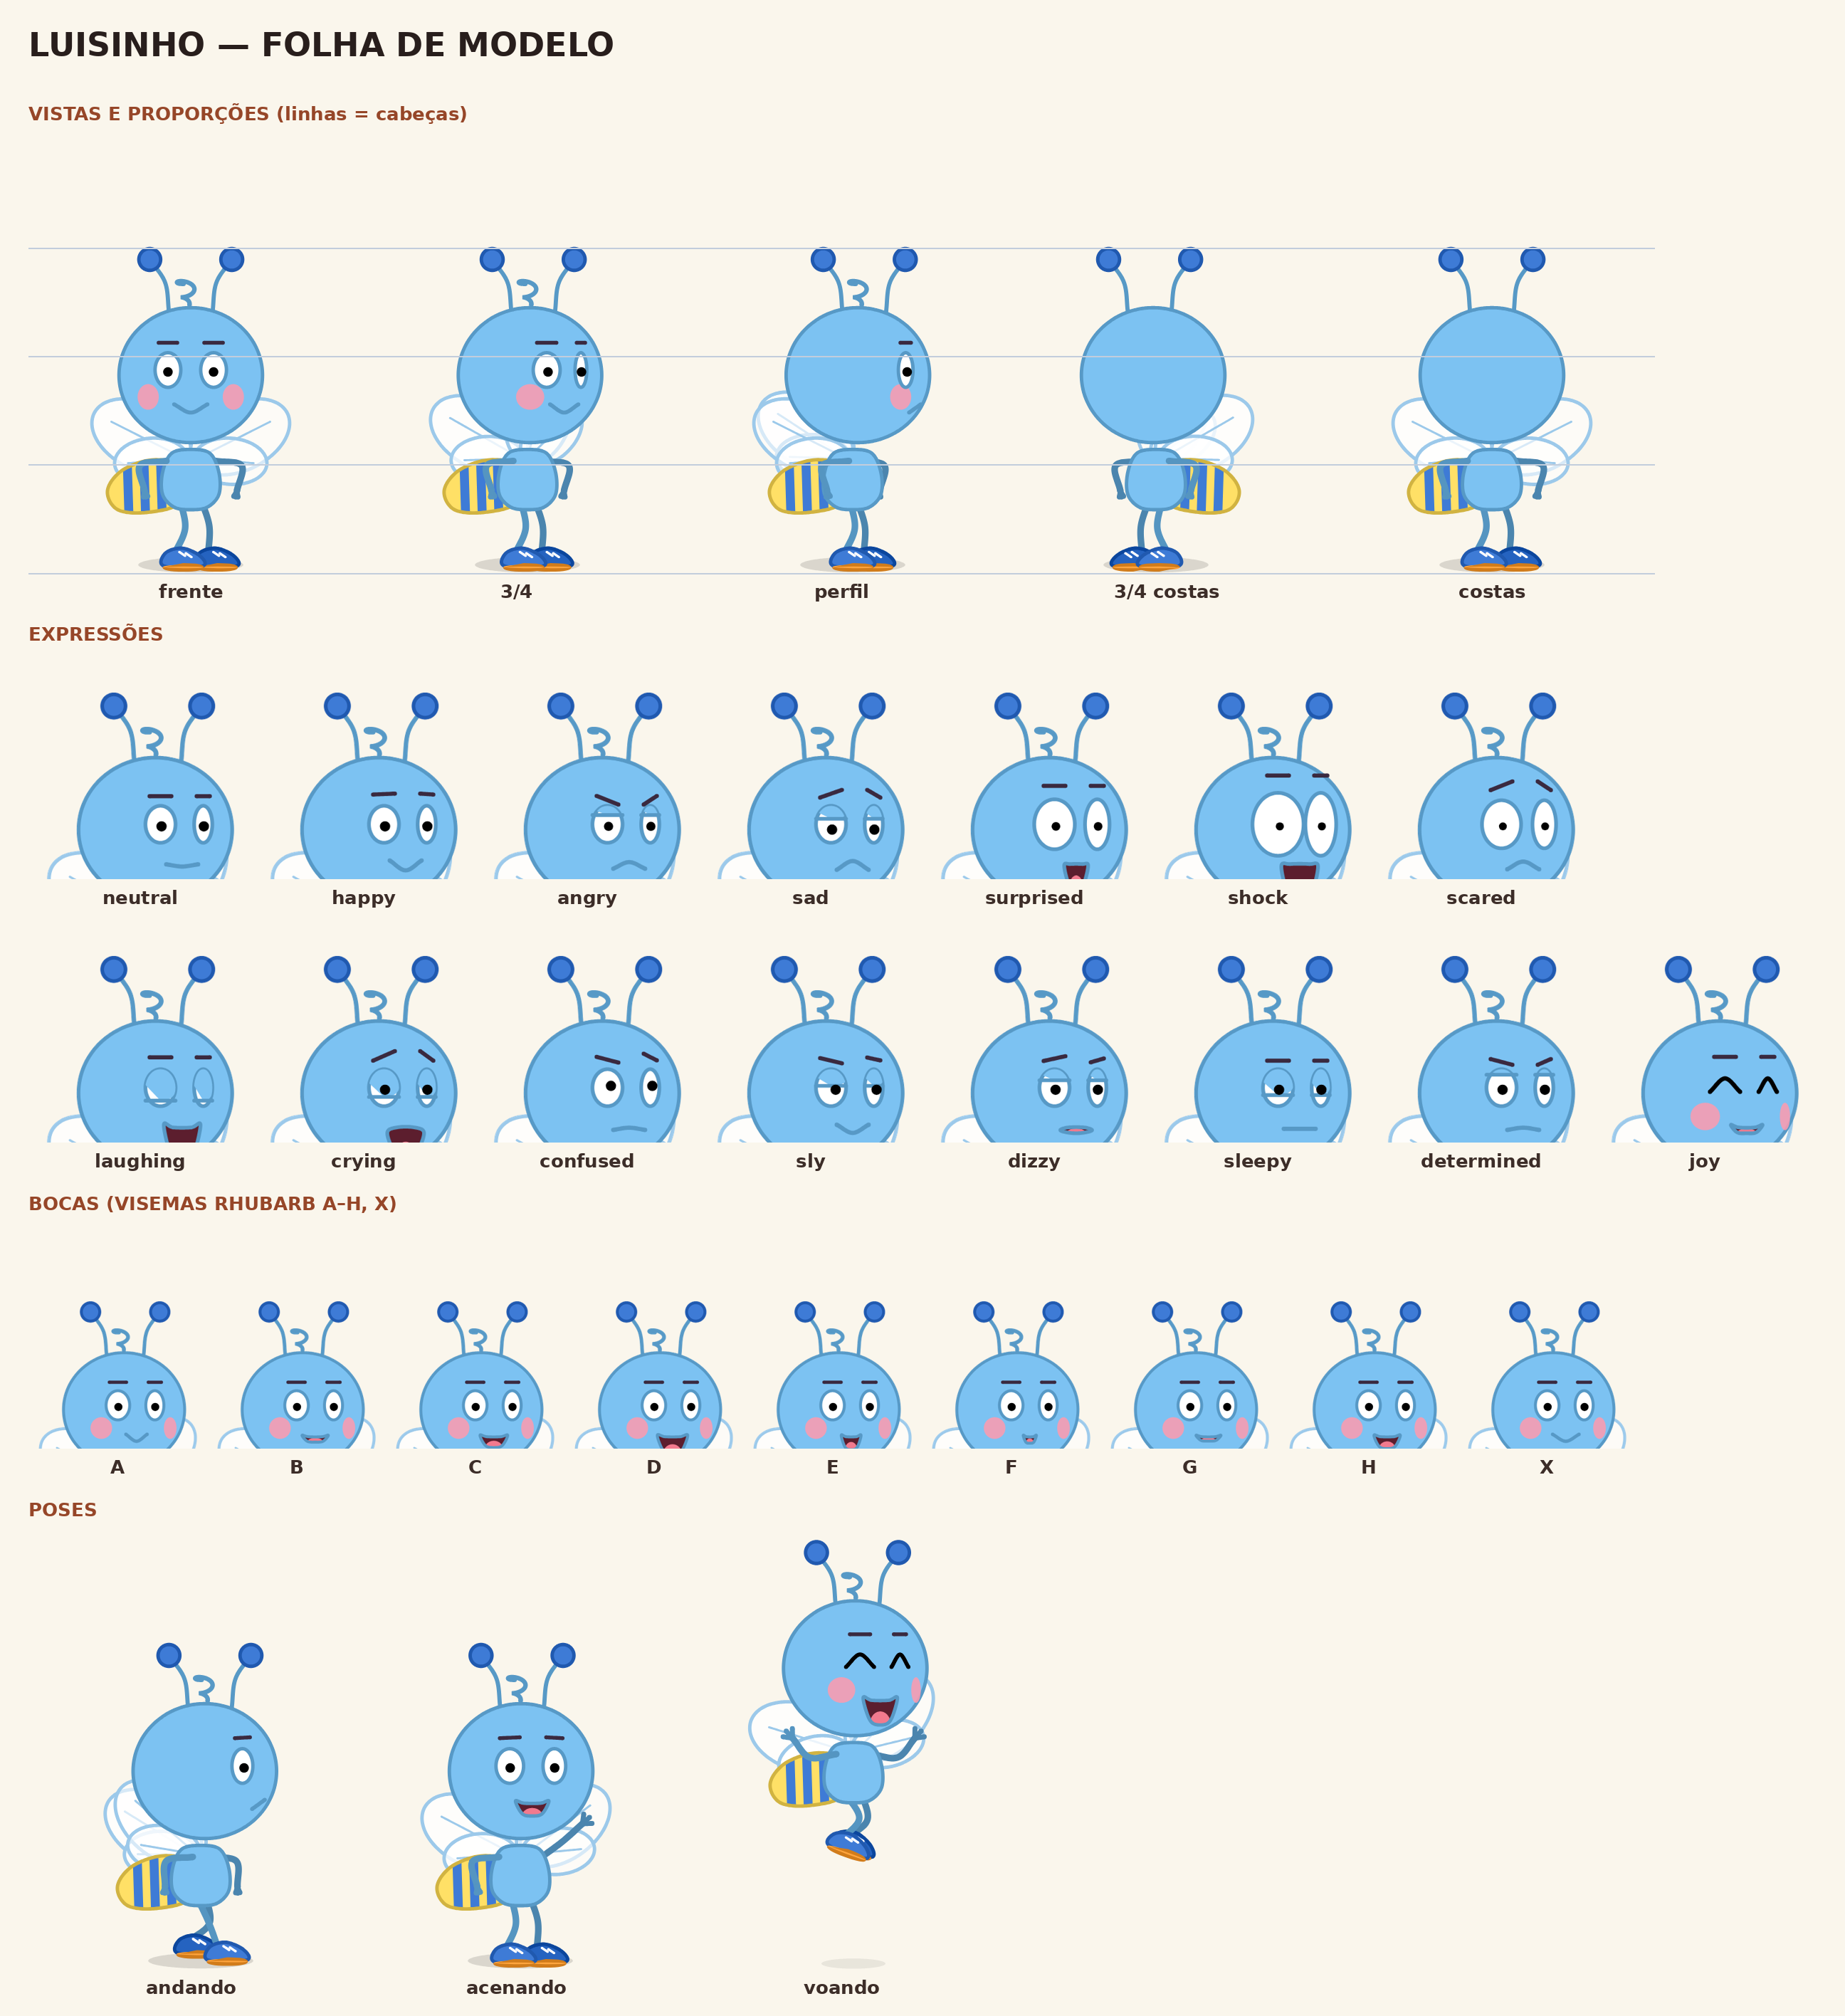 LUISINHO — FOLHA DE MODELO
VISTAS E PROPORÇÕES (linhas = cabeças)
frente 3/4 perfil 3/4 costas costas
EXPRESSÕES
neutral happy angry sad surprised shock scared
laughing crying confused sly dizzy sleepy determined joy
BOCAS (VISEMAS RHUBARB A–H, X)
A B C D E F G H X
POSES
andando acenando voando